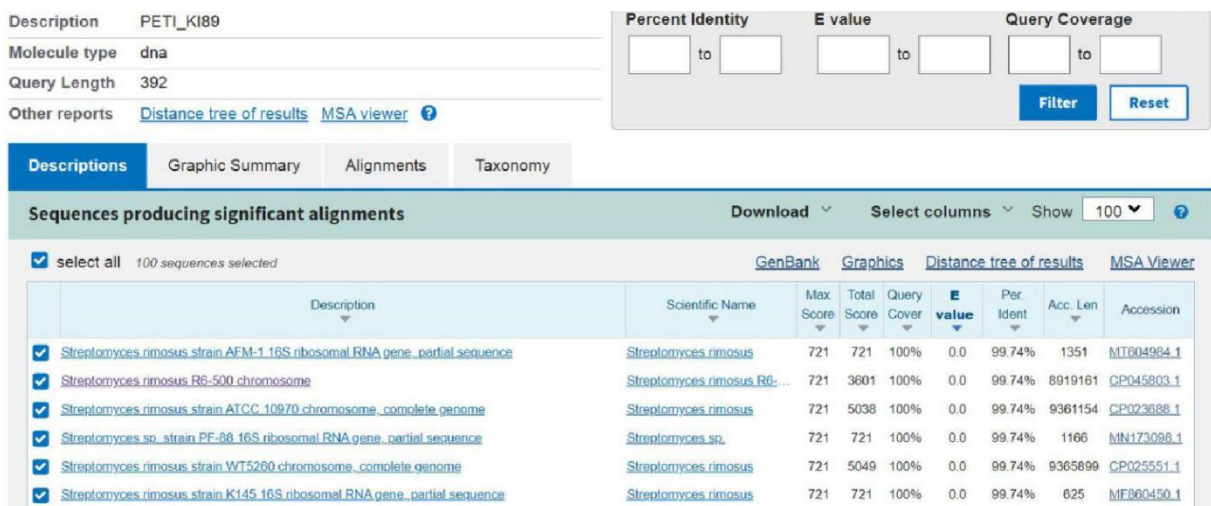 Description PETI_KI89
Molecule type dna
Query Length 392
Other reports Distance tree of results MSA viewer ?
Percent Identity E value Query Coverage
to to to
Filter Reset
Descriptions Graphic Summary Alignments Taxonomy
Sequences producing significant alignments Download Select columns Show 100 ?
select all 100 sequences selected GenBank Graphics Distance tree of results MSA Viewer
Description Scientific Name Max Score Total Score Query Cover E value Per. Ident Acc. Len Accession
Streptomyces rimosus strain AFM-1 16S ribosomal RNA gene, partial sequence Streptomyces rimosus 721 721 100% 0.0 99.74% 1351 MT604984.1
Streptomyces rimosus R6-500 chromosome Streptomyces rimosus R6-... 721 3601 100% 0.0 99.74% 8919161 CP045803.1
Streptomyces rimosus strain ATCC 10970 chromosome, complete genome Streptomyces rimosus 721 5038 100% 0.0 99.74% 9361154 CP023688.1
Streptomyces sp. strain PF-88 16S ribosomal RNA gene, partial sequence Streptomyces sp. 721 721 100% 0.0 99.74% 1166 MN173098.1
Streptomyces rimosus strain WT5260 chromosome, complete genome Streptomyces rimosus 721 5049 100% 0.0 99.74% 9365899 CP025551.1
Streptomyces rimosus strain K145 16S ribosomal RNA gene, partial sequence Streptomyces rimosus 721 721 100% 0.0 99.74% 625 MF860450.1